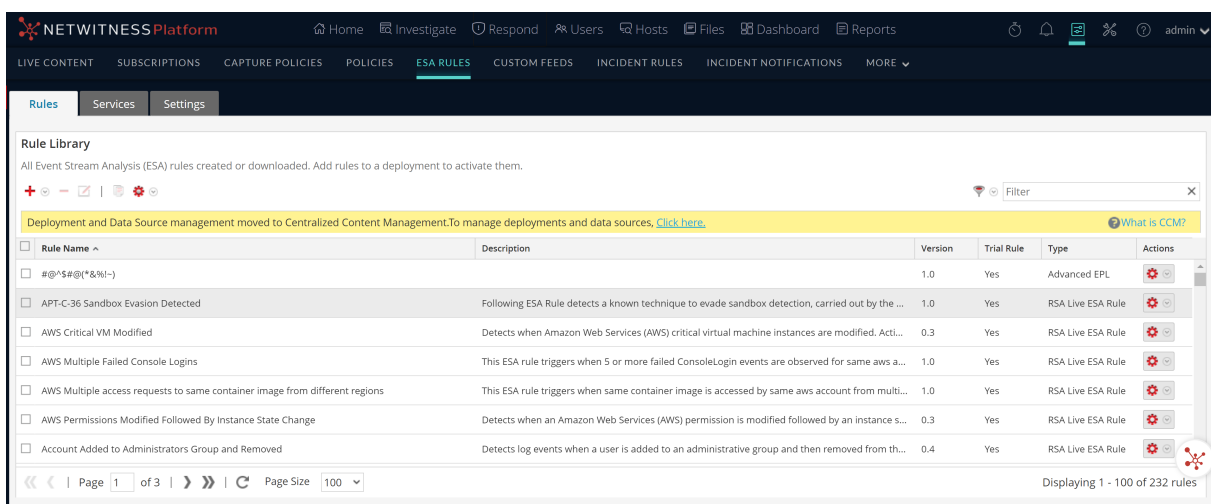 NETWITNESS Platform Home Investigate Respond Users Hosts Files Dashboard Reports admin
LIVE CONTENT SUBSCRIPTIONS CAPTURE POLICIES POLICIES ESA RULES CUSTOM FEEDS INCIDENT RULES INCIDENT NOTIFICATIONS MORE
Rules Services Settings
Rule Library
All Event Stream Analysis (ESA) rules created or downloaded. Add rules to a deployment to activate them.
Filter
Deployment and Data Source management moved to Centralized Content Management.To manage deployments and data sources, Click here. What is CCM?
Rule Name Description Version Trial Rule Type Actions
#@^$#@(*&%!~) 1.0 Yes Advanced EPL
APT-C-36 Sandbox Evasion Detected Following ESA Rule detects a known technique to evade sandbox detection, carried out by the ... 1.0 Yes RSA Live ESA Rule
AWS Critical VM Modified Detects when Amazon Web Services (AWS) critical virtual machine instances are modified. Acti... 0.3 Yes RSA Live ESA Rule
AWS Multiple Failed Console Logins This ESA rule triggers when 5 or more failed ConsoleLogin events are observed for same aws a... 1.0 Yes RSA Live ESA Rule
AWS Multiple access requests to same container image from different regions This ESA rule triggers when same container image is accessed by same aws account from multi... 1.0 Yes RSA Live ESA Rule
AWS Permissions Modified Followed By Instance State Change Detects when an Amazon Web Services (AWS) permission is modified followed by an instance s... 0.3 Yes RSA Live ESA Rule
Account Added to Administrators Group and Removed Detects log events when a user is added to an administrative group and then removed from th... 0.4 Yes RSA Live ESA Rule
Page 1 of 3 Page Size 100 Displaying 1 - 100 of 232 rules